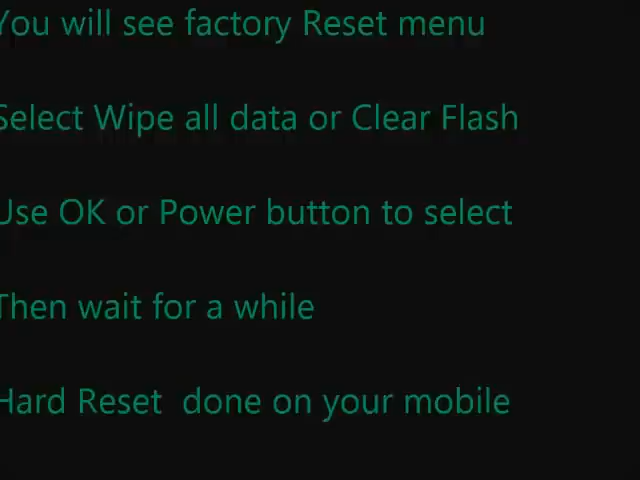 You will see factory Reset menu
Select Wipe all data or Clear Flash
Use OK or Power button to select
Then wait for a while
Hard Reset  done on your mobile